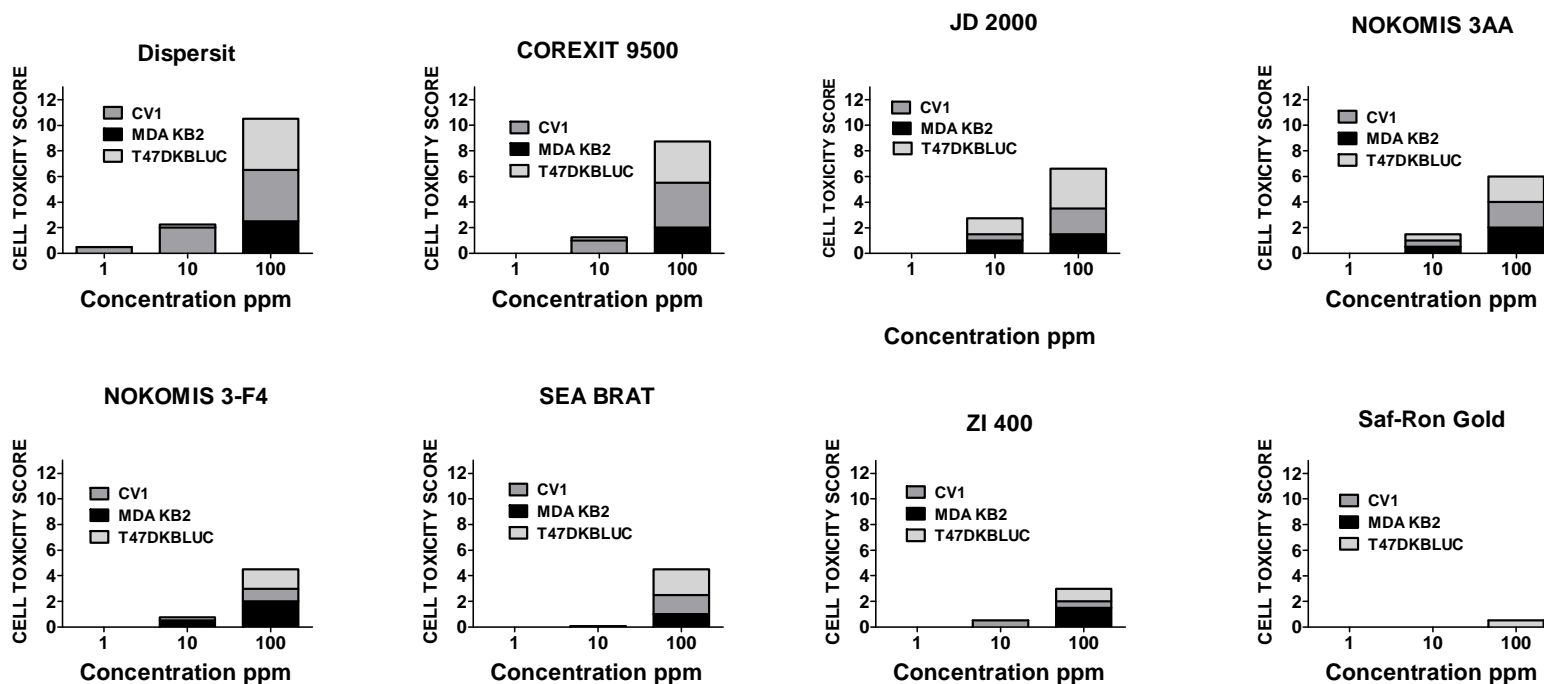 Dispersit
CELL TOXICITY SCORE
12
10
8
6
4
2
0
CV1
MDA KB2
T47DKBLUC
1 10 100
Concentration ppm
COREXIT 9500
CELL TOXICITY SCORE
12
10
8
6
4
2
0
CV1
MDA KB2
T47DKBLUC
1 10 100
Concentration ppm
JD 2000
CELL TOXICITY SCORE
12
10
8
6
4
2
0
CV1
MDA KB2
T47DKBLUC
1 10 100
Concentration ppm
NOKOMIS 3AA
CELL TOXICITY SCORE
12
10
8
6
4
2
0
CV1
MDA KB2
T47DKBLUC
1 10 100
Concentration ppm
NOKOMIS 3-F4
CELL TOXICITY SCORE
12
10
8
6
4
2
0
CV1
MDA KB2
T47DKBLUC
1 10 100
Concentration ppm
SEA BRAT
CELL TOXICITY SCORE
12
10
8
6
4
2
0
CV1
MDA KB2
T47DKBLUC
1 10 100
Concentration ppm
ZI 400
CELL TOXICITY SCORE
12
10
8
6
4
2
0
CV1
MDA KB2
T47DKBLUC
1 10 100
Concentration ppm
Saf-Ron Gold
CELL TOXICITY SCORE
12
10
8
6
4
2
0
CV1
MDA KB2
T47DKBLUC
1 10 100
Concentration ppm